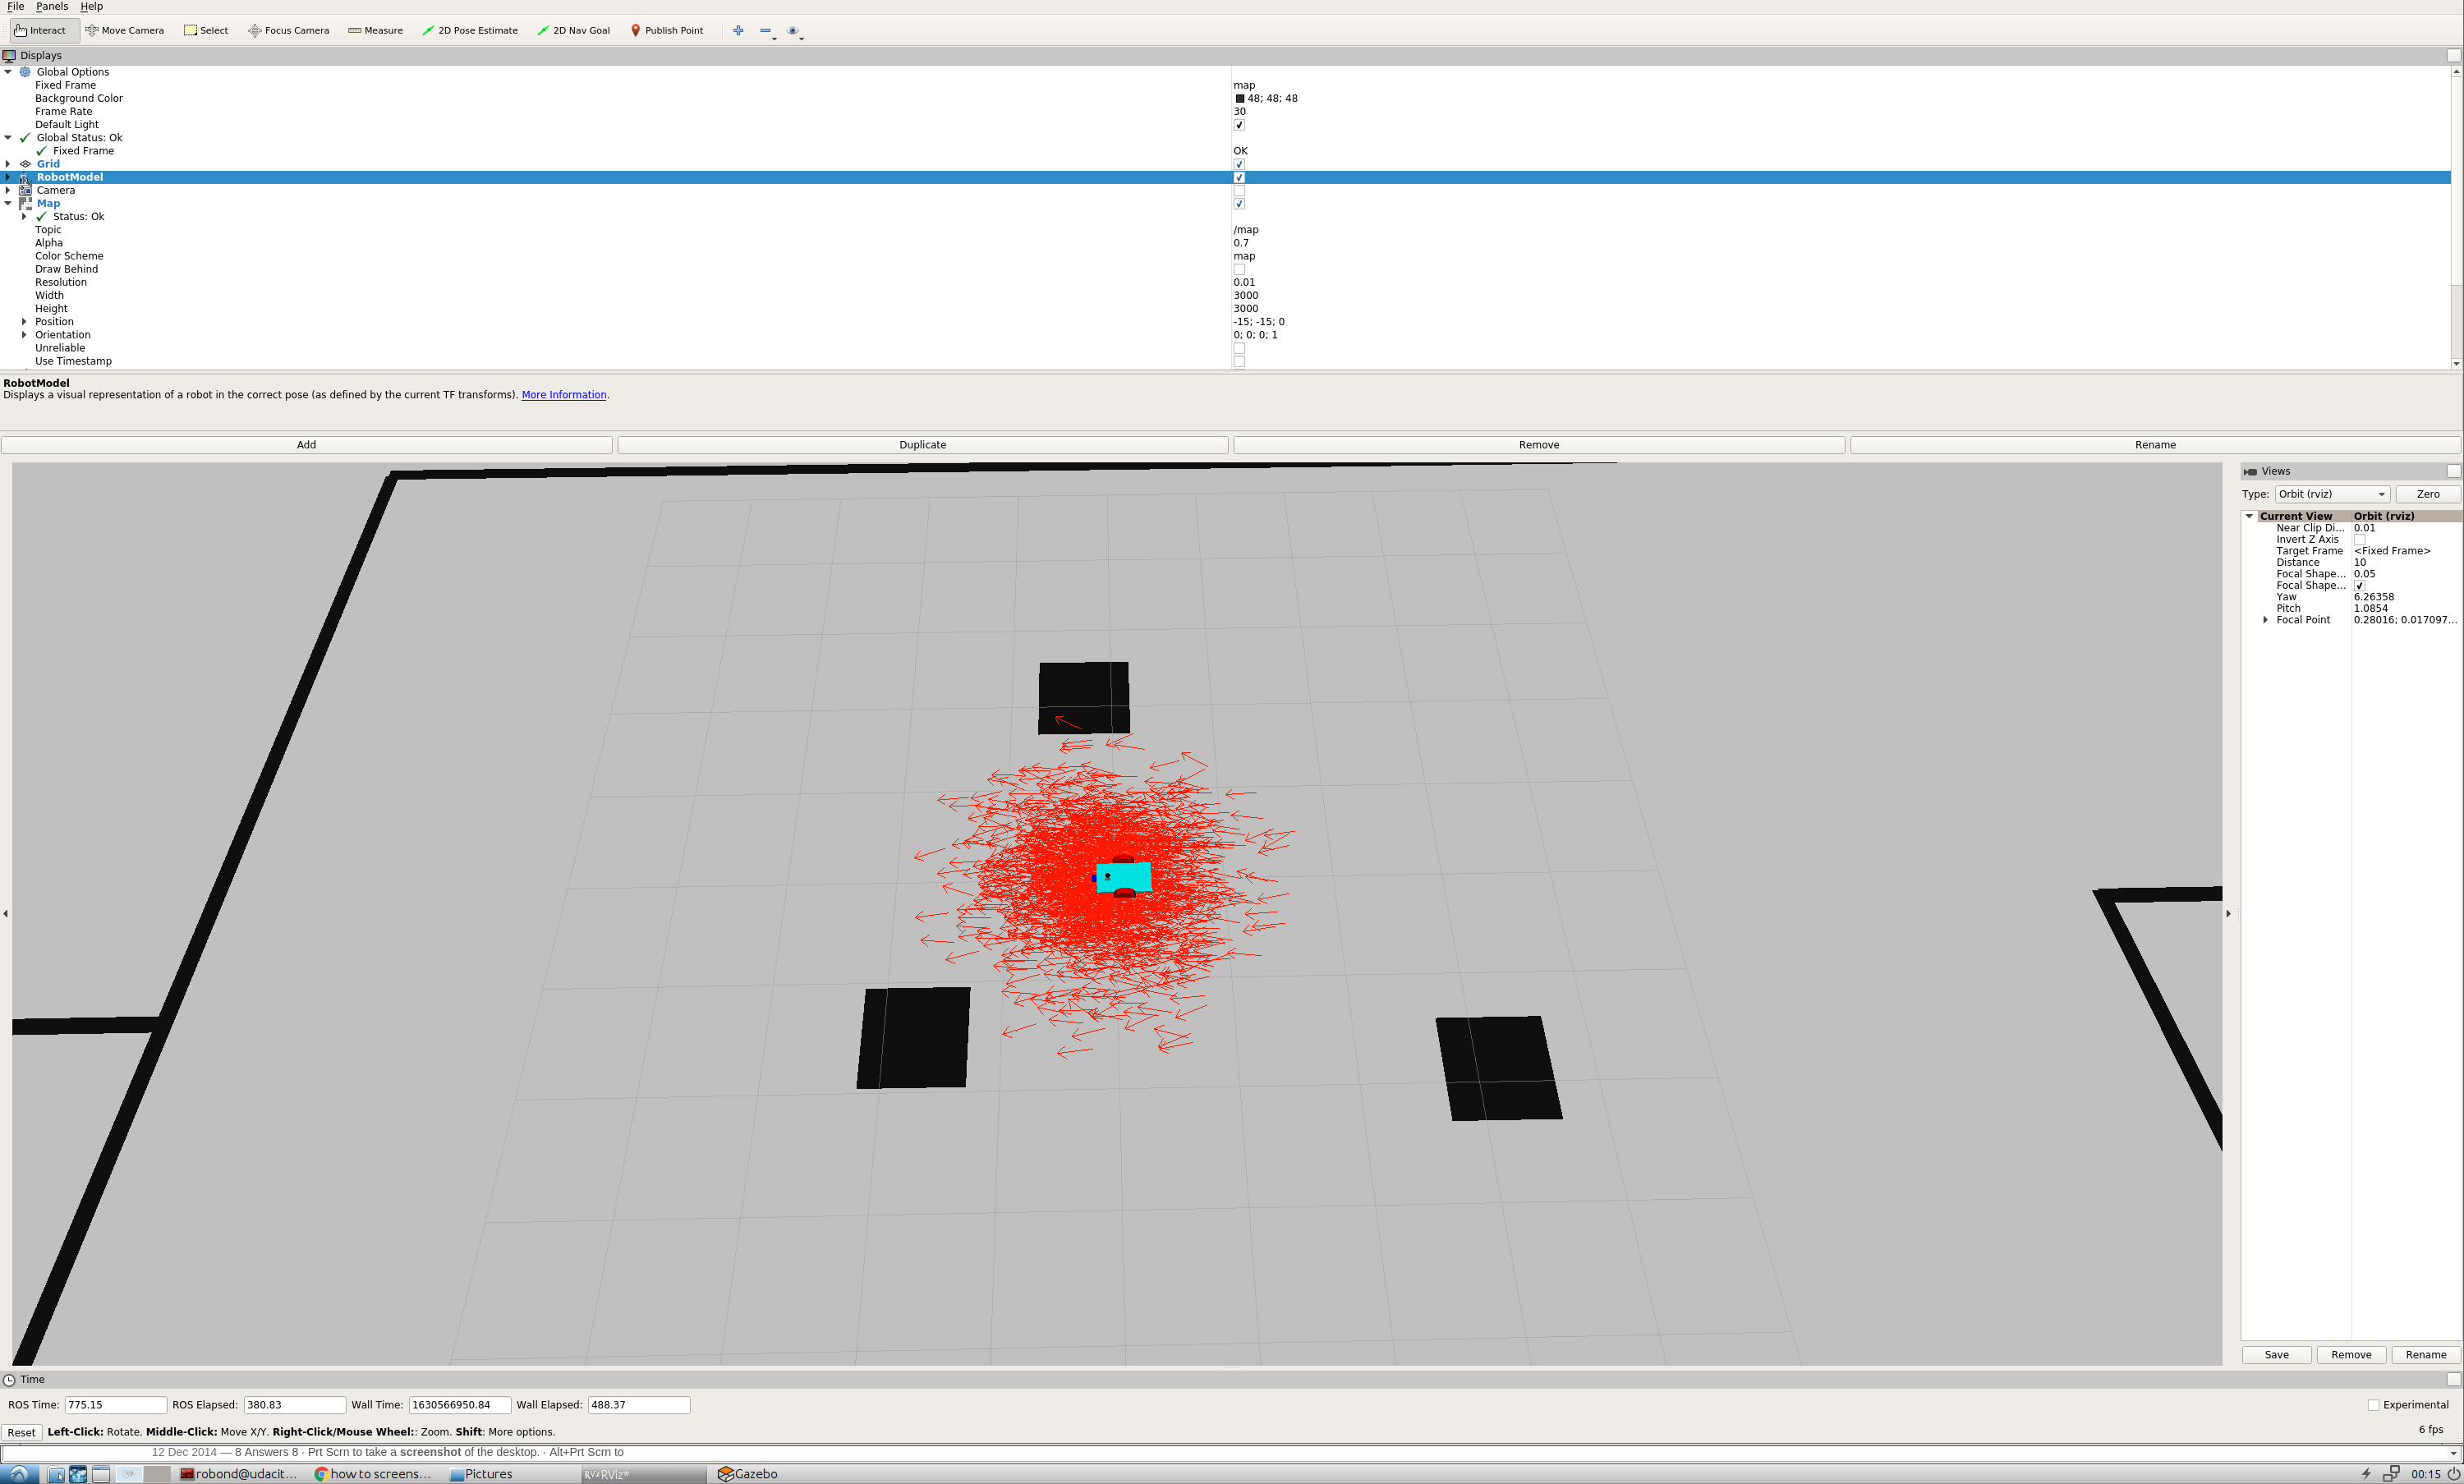 File Panels Help
Interact Move Camera Select Focus Camera Measure 2D Pose Estimate 2D Nav Goal Publish Point
Displays
Global Options
Fixed Frame map
Background Color 48; 48; 48
Frame Rate 30
Default Light
Global Status: Ok
Fixed Frame OK
Grid
RobotModel
Camera
Map
Status: Ok
Topic /map
Alpha 0.7
Color Scheme map
Draw Behind
Resolution 0.01
Width 3000
Height 3000
Position -15; -15; 0
Orientation 0; 0; 0; 1
Unreliable
Use Timestamp
RobotModel
Displays a visual representation of a robot in the correct pose (as defined by the current TF transforms). More Information.
Add Duplicate Remove Rename
Views
Type: Orbit (rviz) Zero
Current View Orbit (rviz)
Near Clip Di... 0.01
Invert Z Axis
Target Frame <Fixed Frame>
Distance 10
Focal Shape... 0.05
Focal Shape...
Yaw 6.26358
Pitch 1.0854
Focal Point 0.28016; 0.017097...
Save Remove Rename
Time
ROS Time: 775.15 ROS Elapsed: 380.83 Wall Time: 1630566950.84 Wall Elapsed: 488.37 Experimental
Reset Left-Click: Rotate. Middle-Click: Move X/Y. Right-Click/Mouse Wheel:: Zoom. Shift: More options. 6 fps
12 Dec 2014 — 8 Answers 8 · Prt Scrn to take a screenshot of the desktop. · Alt+Prt Scrn to
robond@udacit... how to screens... Pictures RViz* Gazebo 00:15